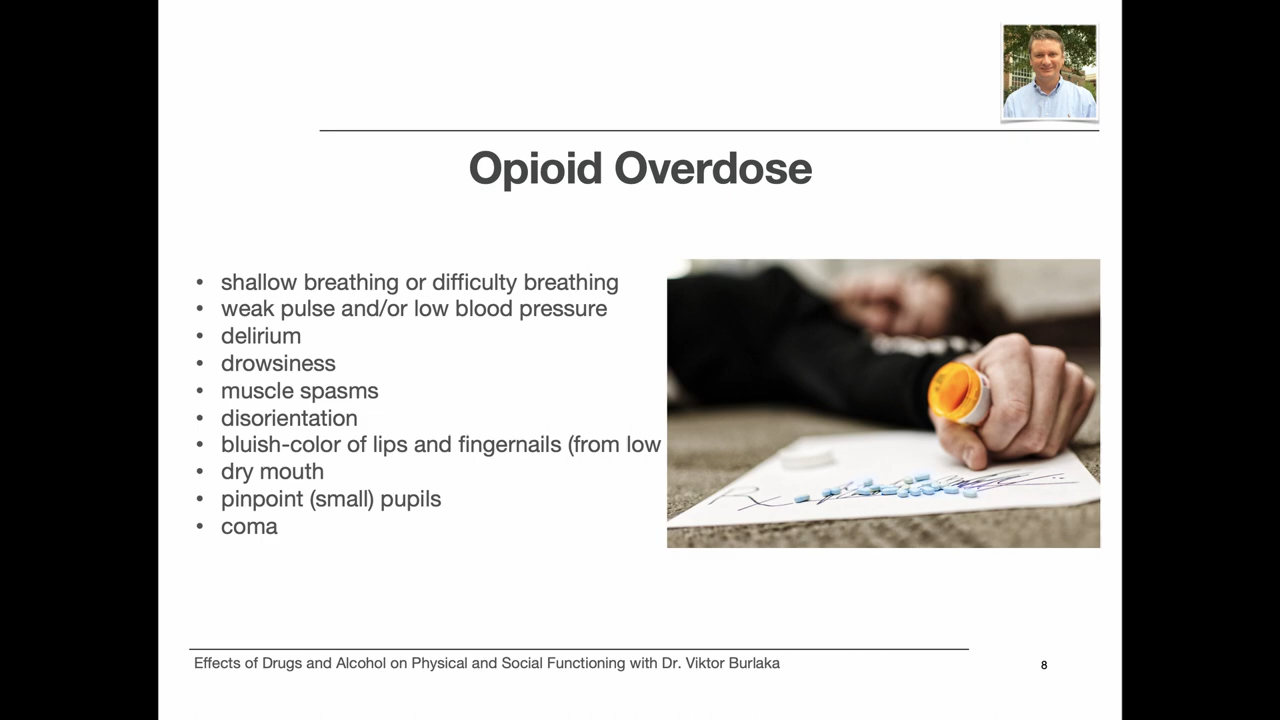 Opioid Overdose
• shallow breathing or difficulty breathing
• weak pulse and/or low blood pressure
• delirium
• drowsiness
• muscle spasms
• disorientation
• bluish-color of lips and fingernails (from low
• dry mouth
• pinpoint (small) pupils
• coma
Effects of Drugs and Alcohol on Physical and Social Functioning with Dr. Viktor Burlaka
8